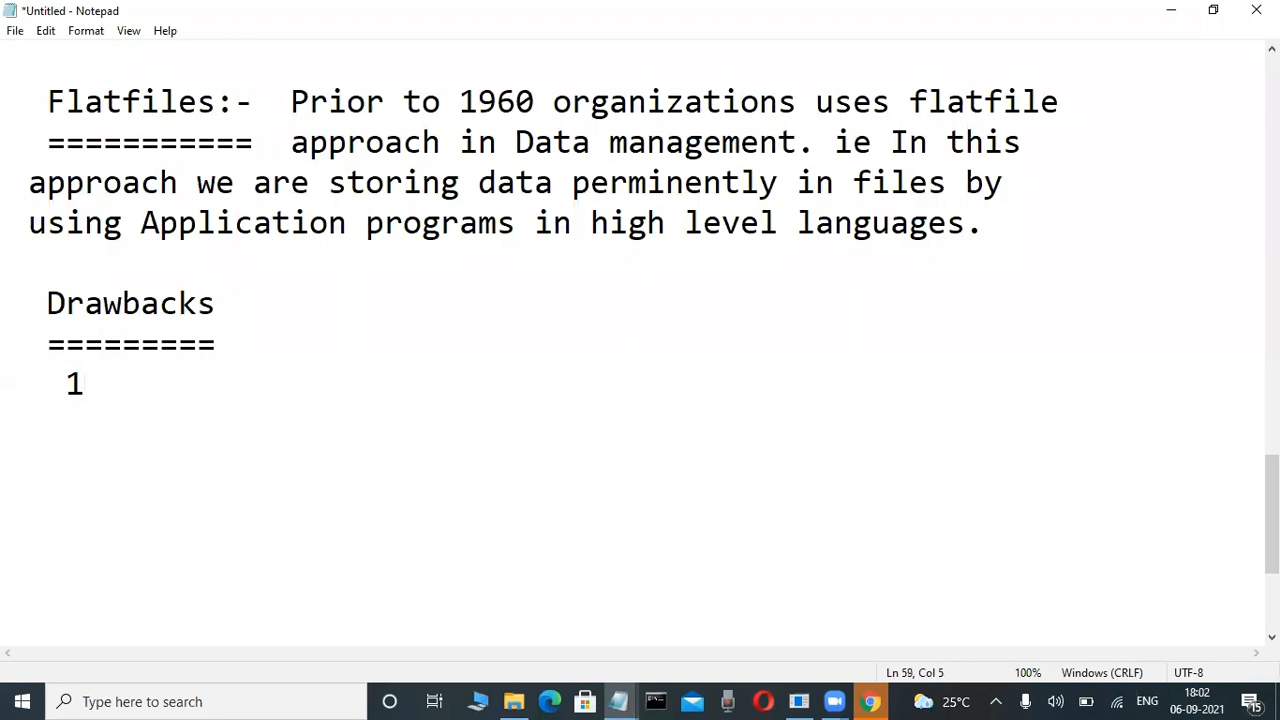 *Untitled - Notepad
File Edit Format View Help
Flatfiles:- Prior to 1960 organizations uses flatfile
=========== approach in Data management. ie In this
approach we are storing data perminently in files by
using Application programs in high level languages.
Drawbacks
=========
1
Ln 59, Col 5 100% Windows (CRLF) UTF-8
Type here to search 25°C ENG 18:02
06-09-2021 15